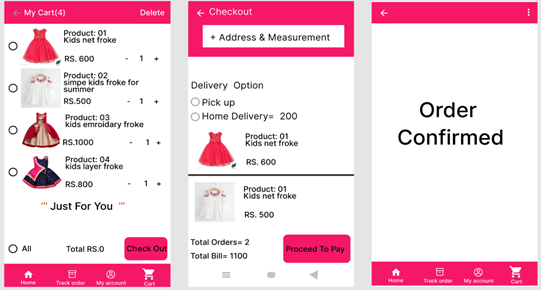 My Cart(4) Delete
Product: 01
Kids net froke
RS. 600 - 1 +
Product: 02
simpe kids froke for
summer
RS.500 - 1 +
Product: 03
kids emroidary froke
RS.1000 - 1 +
Product: 04
kids layer froke
RS.800 - 1 +
''' Just For You '''
All Total RS.0 Check Out
Home Track order My account Cart
Checkout
+ Address & Measurement
Delivery Option
Pick up
Home Delivery= 200
Product: 01
Kids net froke
RS. 600
Product: 01
Kids net froke
RS. 500
Total Orders= 2
Total Bill= 1100
Proceed To Pay
Order
Confirmed
Home Track order My account Cart